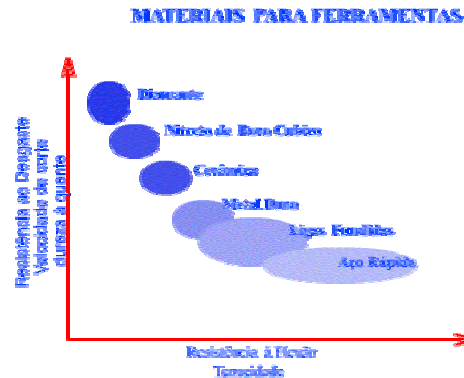 MATERIAIS PARA FERRAMENTAS
Diamante
Nitreto de Boro Cúbico
Cerâmica
Metal Duro
Ligas Fundidas
Aço Rápido
Resistência ao Desgaste
Velocidade de corte
dureza à quente
Resistência à Flexão
Tenacidade